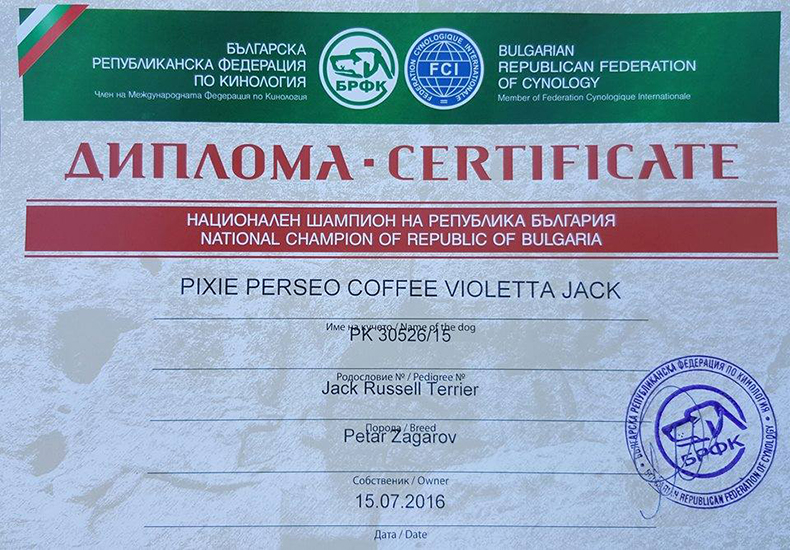 БЪЛГАРСКА
РЕПУБЛИКАНСКА ФЕДЕРАЦИЯ
ПО КИНОЛОГИЯ
Член на Международната Федерация по Кинология
БРФК
FEDERATION CYNOLOGIQUE INTERNATIONALE
FCI
BULGARIAN
REPUBLICAN FEDERATION
OF CYNOLOGY
Member of Federation Cynologique Internationale
ДИПЛОМА · CERTIFICATE
НАЦИОНАЛЕН ШАМПИОН НА РЕПУБЛИКА БЪЛГАРИЯ
NATIONAL CHAMPION OF REPUBLIC OF BULGARIA
PIXIE PERSEO COFFEE VIOLETTA JACK
Име на кучето / Name of the dog
PK 30526/15
Родословие № / Pedigree №
Jack Russell Terrier
Порода / Breed
Petar Zagarov
Собственик / Owner
15.07.2016
Дата / Date
БЪЛГАРСКА РЕПУБЛИКАНСКА ФЕДЕРАЦИЯ ПО КИНОЛОГИЯ
БРФК
BULGARIAN REPUBLICAN FEDERATION OF CYNOLOGY